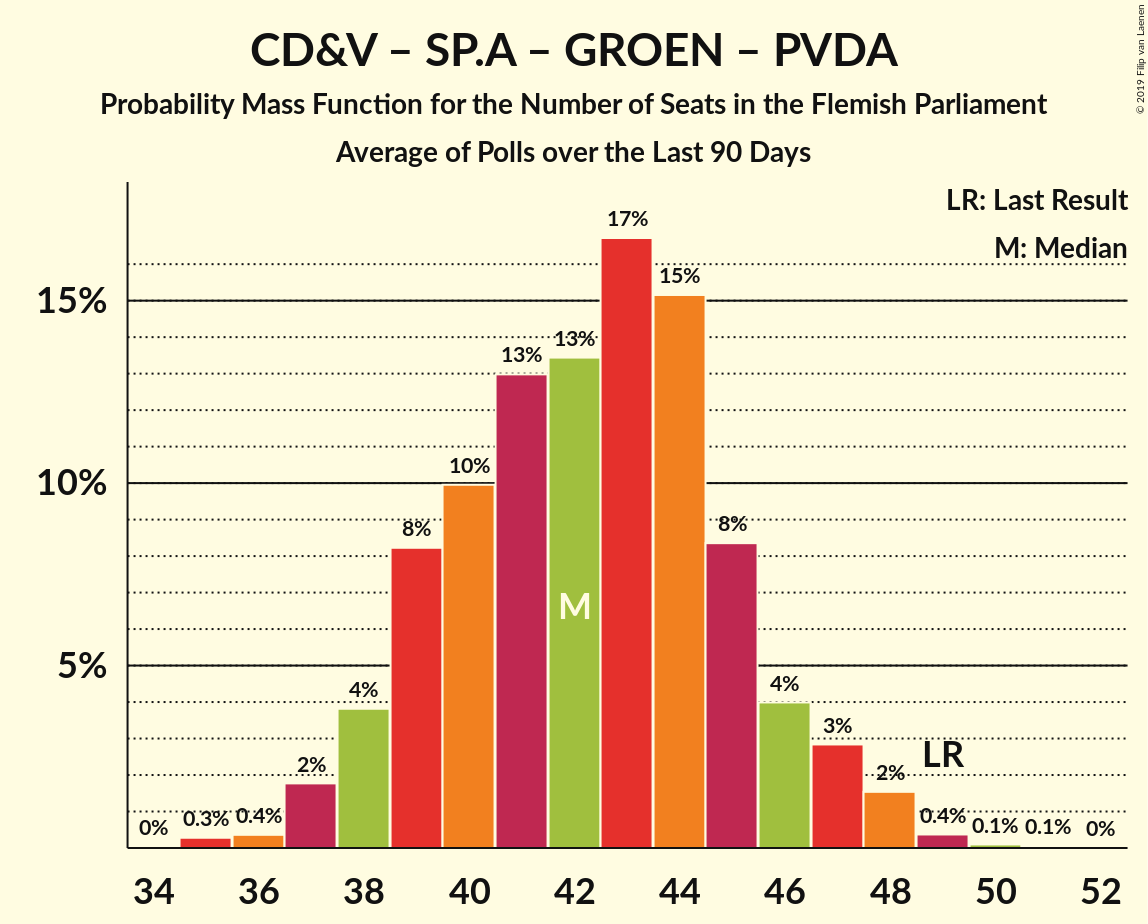 CD&V – SP.A – GROEN – PVDA
Probability Mass Function for the Number of Seats in the Flemish Parliament
Average of Polls over the Last 90 Days
© 2019 Filip van Laenen
LR: Last Result
M: Median
17%
15%
15%
13%
13%
10%
10%
8%
8%
M
5%
4%
4%
3%
LR
2%
2%
0%
0.3%
0.4%
0.4%
0.1%
0.1%
0%
34 36 38 40 42 44 46 48 50 52